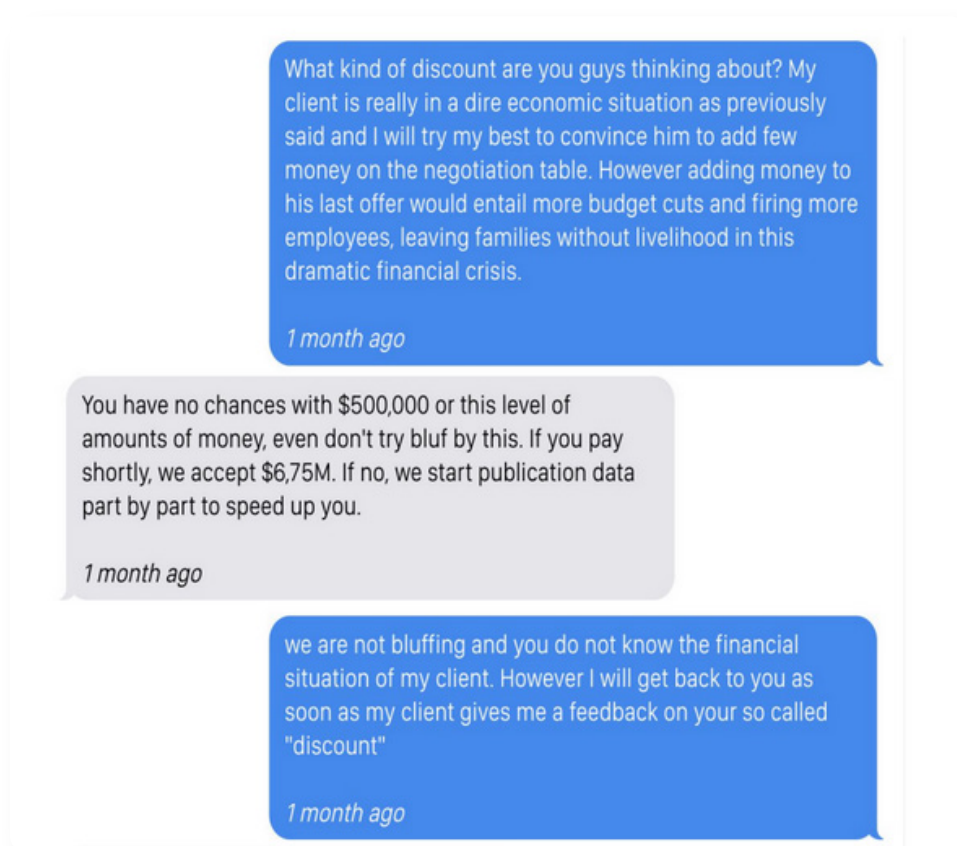 What kind of discount are you guys thinking about? My
client is really in a dire economic situation as previously
said and I will try my best to convince him to add few
money on the negotiation table. However adding money to
his last offer would entail more budget cuts and firing more
employees, leaving families without livelihood in this
dramatic financial crisis.
1 month ago
You have no chances with $500,000 or this level of
amounts of money, even don't try bluf by this. If you pay
shortly, we accept $6,75M. If no, we start publication data
part by part to speed up you.
1 month ago
we are not bluffing and you do not know the financial
situation of my client. However I will get back to you as
soon as my client gives me a feedback on your so called
"discount"
1 month ago